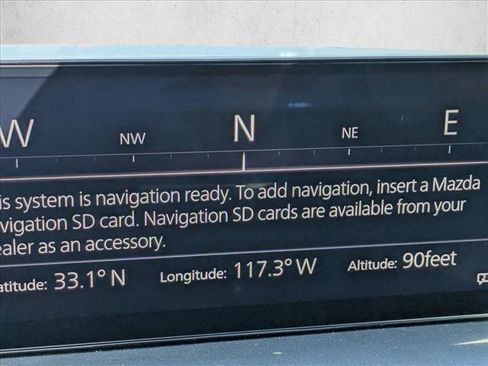 W NW N NE E
is system is navigation ready. To add navigation, insert a Mazda
avigation SD card. Navigation SD cards are available from your
ealer as an accessory.
atitude: 33.1° N Longitude: 117.3° W Altitude: 90feet